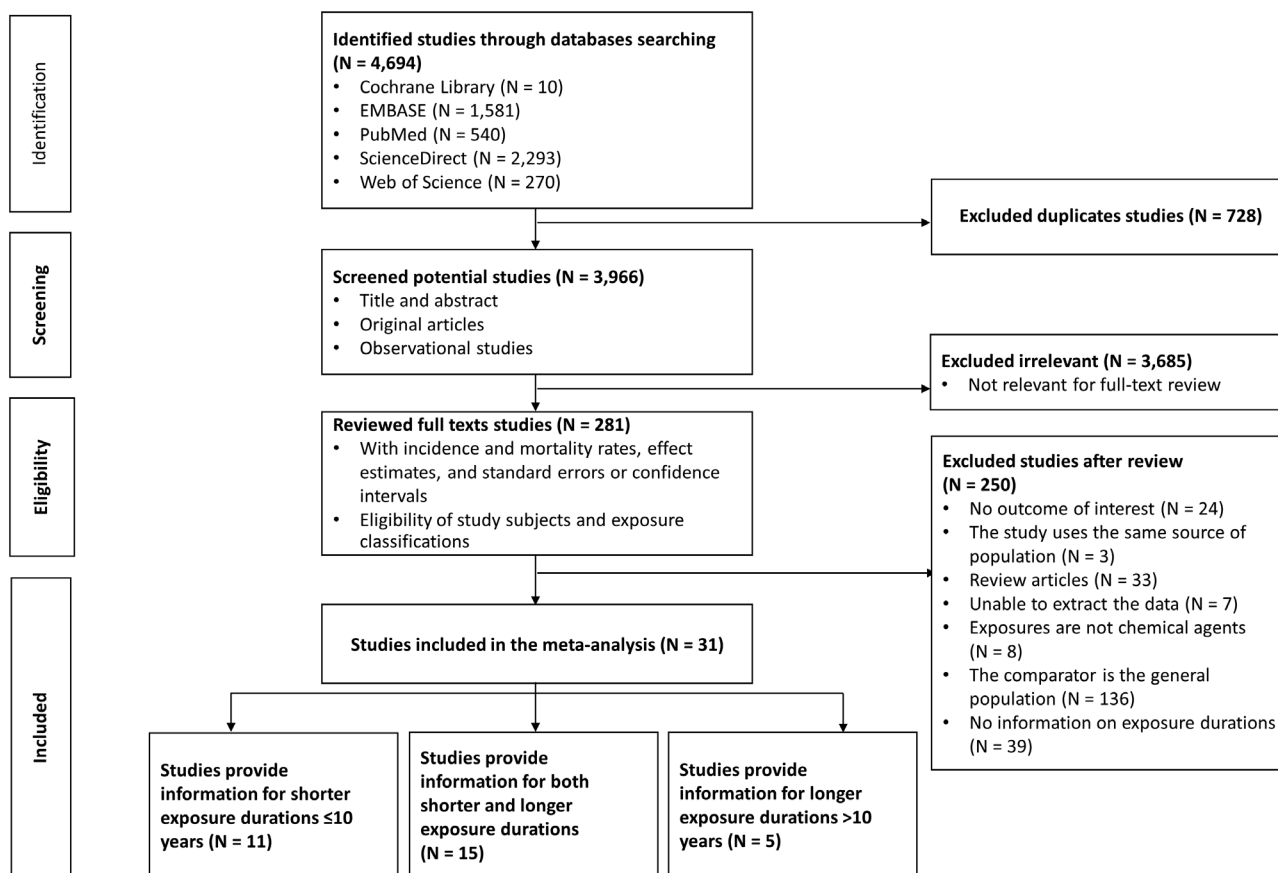 Identification
Identified studies through databases searching
(N = 4,694)
• Cochrane Library (N = 10)
• EMBASE (N = 1,581)
• PubMed (N = 540)
• ScienceDirect (N = 2,293)
• Web of Science (N = 270)
Excluded duplicates studies (N = 728)
Screening
Screened potential studies (N = 3,966)
• Title and abstract
• Original articles
• Observational studies
Excluded irrelevant (N = 3,685)
• Not relevant for full-text review
Eligibility
Reviewed full texts studies (N = 281)
• With incidence and mortality rates, effect
estimates, and standard errors or confidence
intervals
• Eligibility of study subjects and exposure
classifications
Excluded studies after review
(N = 250)
• No outcome of interest (N = 24)
• The study uses the same source of
population (N = 3)
• Review articles (N = 33)
• Unable to extract the data (N = 7)
• Exposures are not chemical agents
(N = 8)
• The comparator is the general
population (N = 136)
• No information on exposure durations
(N = 39)
Included
Studies included in the meta-analysis (N = 31)
Studies provide
information for shorter
exposure durations ≤10
years (N = 11)
Studies provide
information for both
shorter and longer
exposure durations
(N = 15)
Studies provide
information for longer
exposure durations >10
years (N = 5)